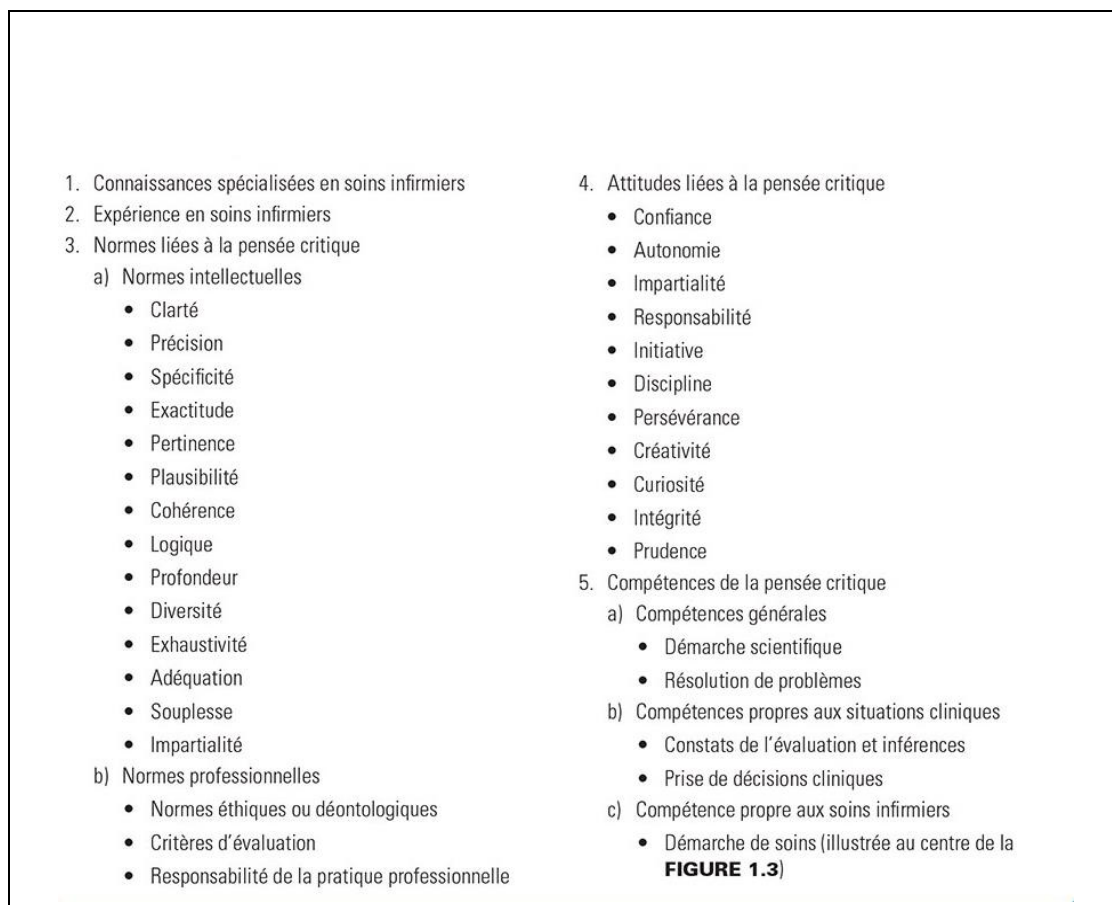 1. Connaissances spécialisées en soins infirmiers
2. Expérience en soins infirmiers
3. Normes liées à la pensée critique
a) Normes intellectuelles
• Clarté
• Précision
• Spécificité
• Exactitude
• Pertinence
• Plausibilité
• Cohérence
• Logique
• Profondeur
• Diversité
• Exhaustivité
• Adéquation
• Souplesse
• Impartialité
b) Normes professionnelles
• Normes éthiques ou déontologiques
• Critères d'évaluation
• Responsabilité de la pratique professionnelle
4. Attitudes liées à la pensée critique
• Confiance
• Autonomie
• Impartialité
• Responsabilité
• Initiative
• Discipline
• Persévérance
• Créativité
• Curiosité
• Intégrité
• Prudence
5. Compétences de la pensée critique
a) Compétences générales
• Démarche scientifique
• Résolution de problèmes
b) Compétences propres aux situations cliniques
• Constats de l'évaluation et inférences
• Prise de décisions cliniques
c) Compétence propre aux soins infirmiers
• Démarche de soins (illustrée au centre de la
FIGURE 1.3)